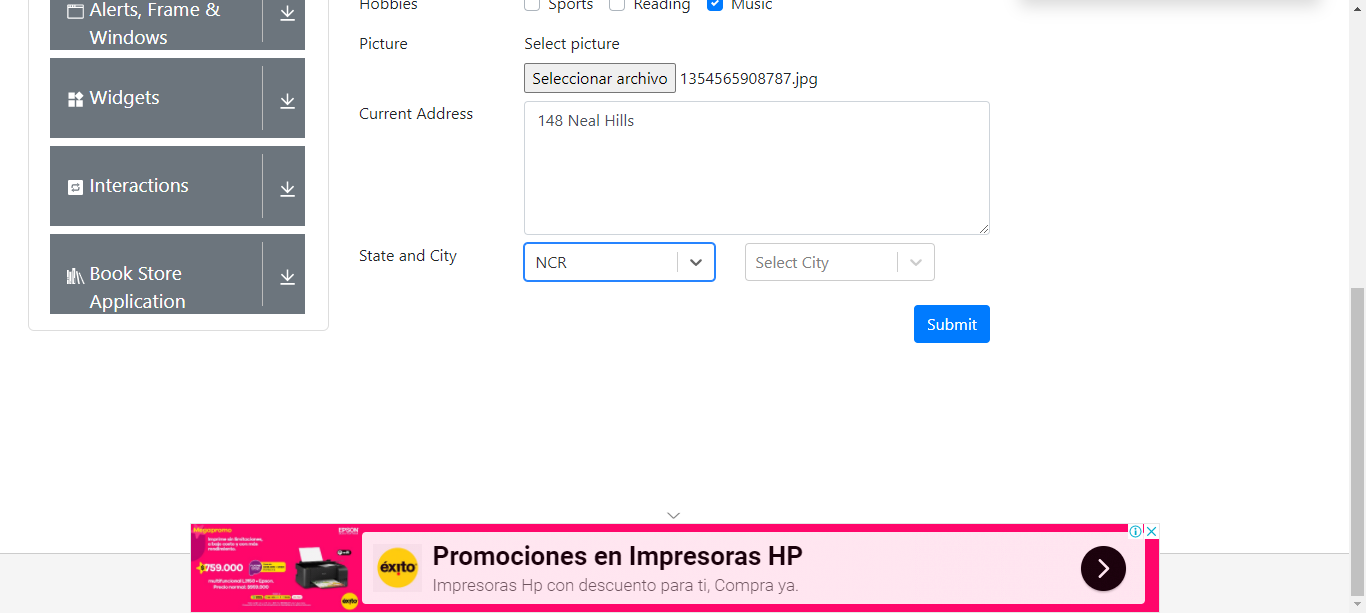 Alerts, Frame &
Windows
Widgets
Interactions
Book Store
Application
Hobbies
Sports Reading Music
Picture
Select picture
Seleccionar archivo 1354565908787.jpg
Current Address
148 Neal Hills
State and City
NCR
Select City
Submit
Megapromo
EPSON
$759.000
éxito
éxito
Promociones en Impresoras HP
Impresoras Hp con descuento para ti, Compra ya.